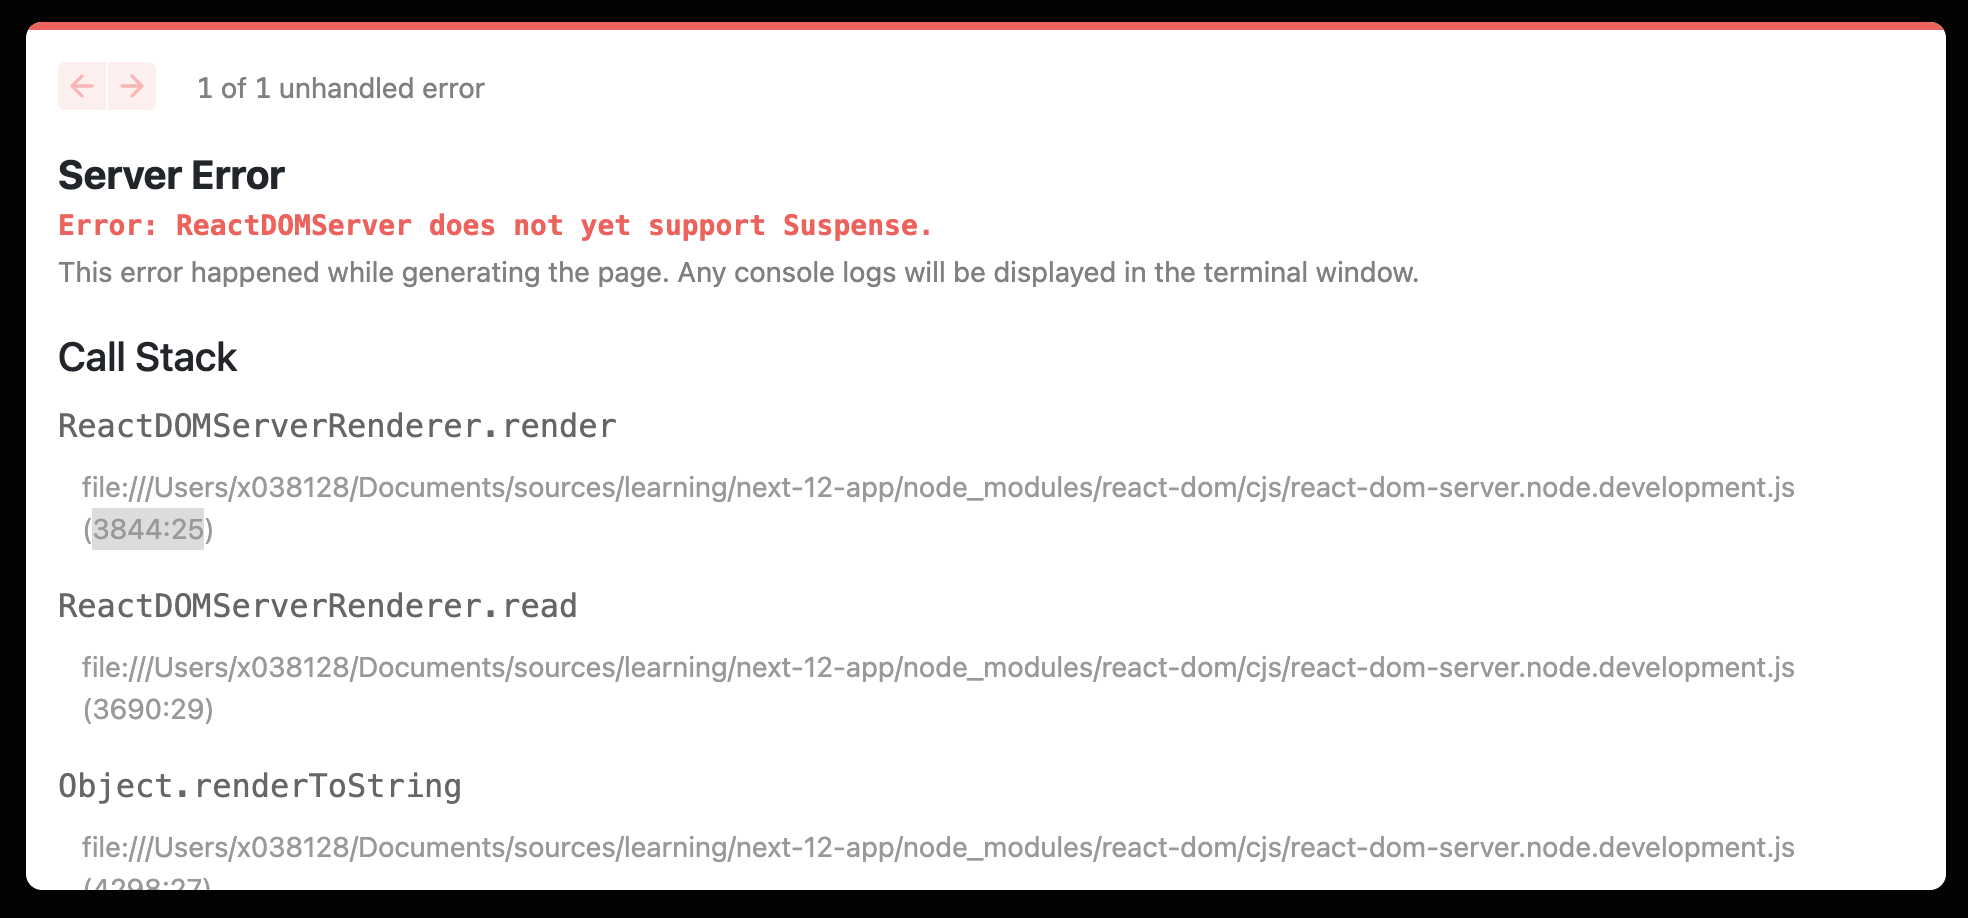 1 of 1 unhandled error
Server Error
Error: ReactDOMServer does not yet support Suspense.
This error happened while generating the page. Any console logs will be displayed in the terminal window.
Call Stack
ReactDOMServerRenderer.render
file:///Users/x038128/Documents/sources/learning/next-12-app/node_modules/react-dom/cjs/react-dom-server.node.development.js
(3844:25)
ReactDOMServerRenderer.read
file:///Users/x038128/Documents/sources/learning/next-12-app/node_modules/react-dom/cjs/react-dom-server.node.development.js
(3690:29)
Object.renderToString
file:///Users/x038128/Documents/sources/learning/next-12-app/node_modules/react-dom/cjs/react-dom-server.node.development.js
(4298:27)